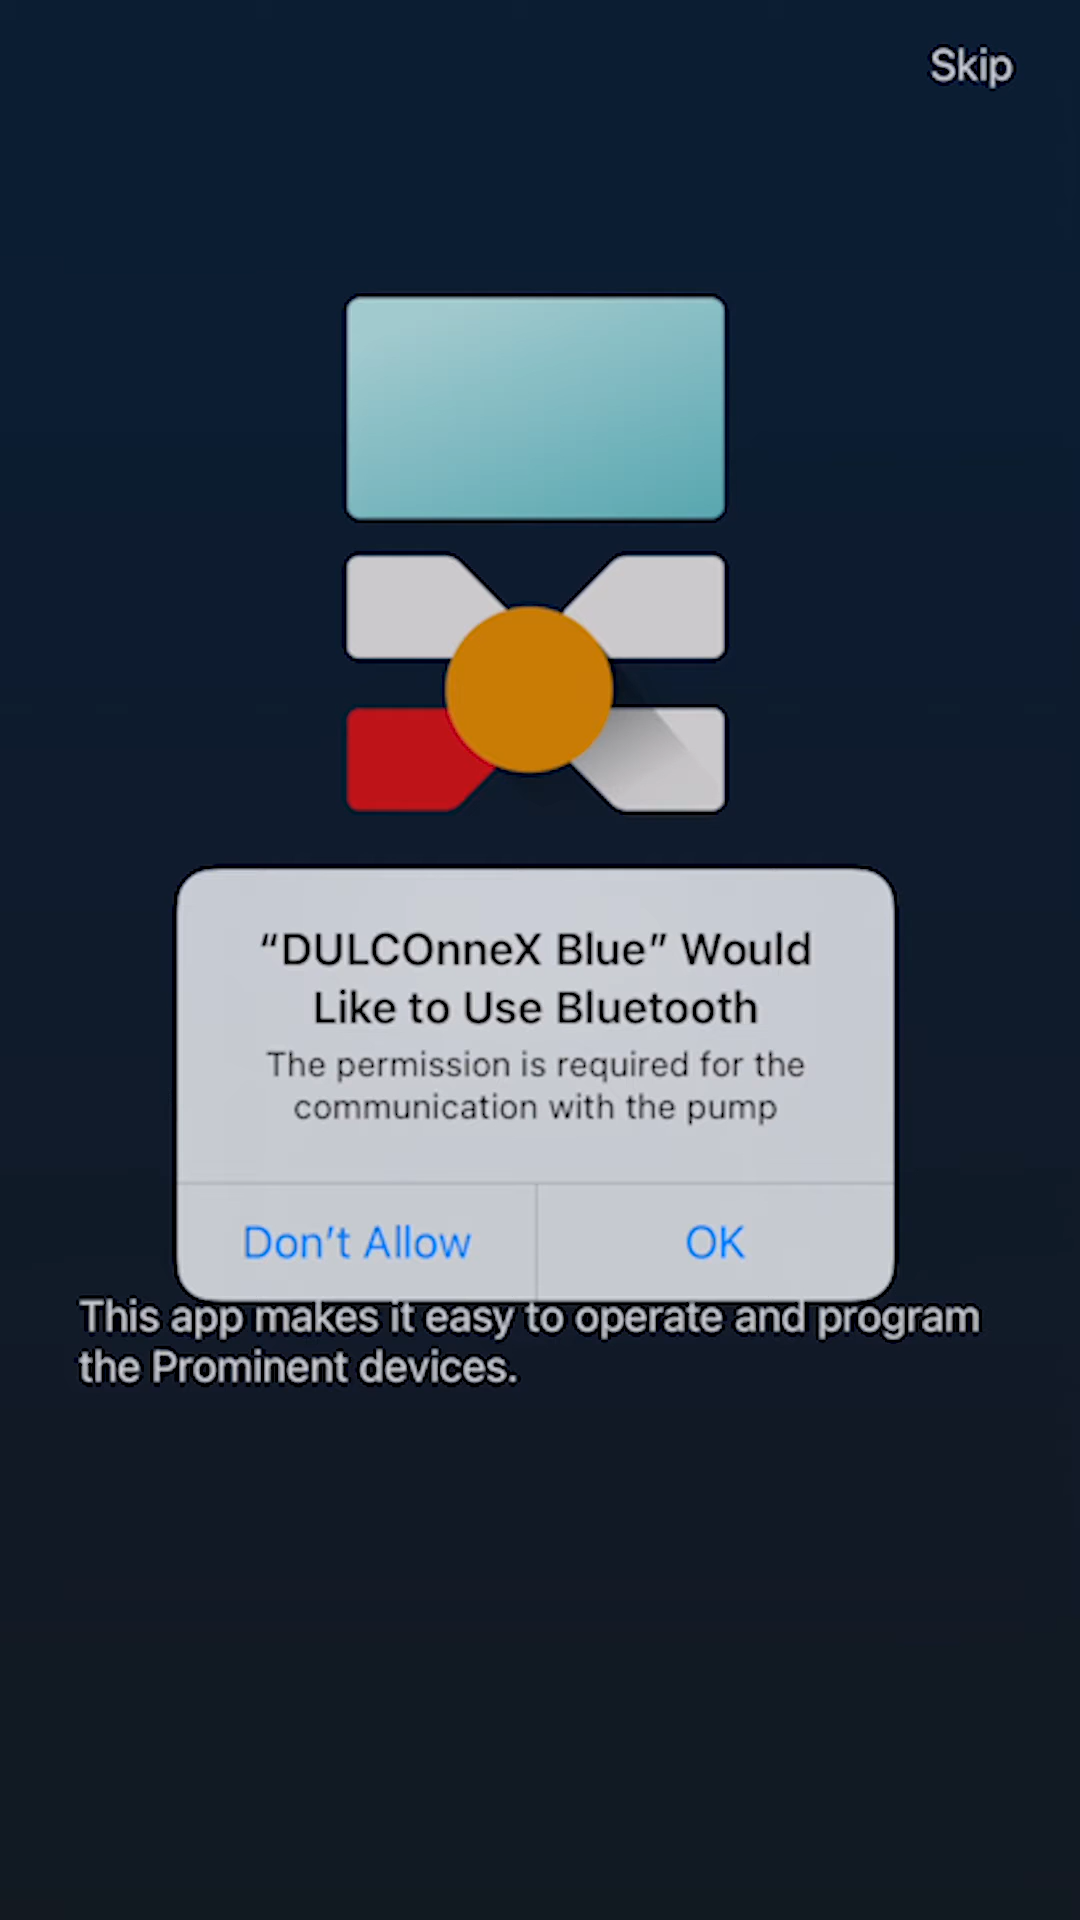 Skip
“DULCOnneX Blue” Would
Like to Use Bluetooth
The permission is required for the
communication with the pump
Don’t Allow
OK
This app makes it easy to operate and program
the Prominent devices.